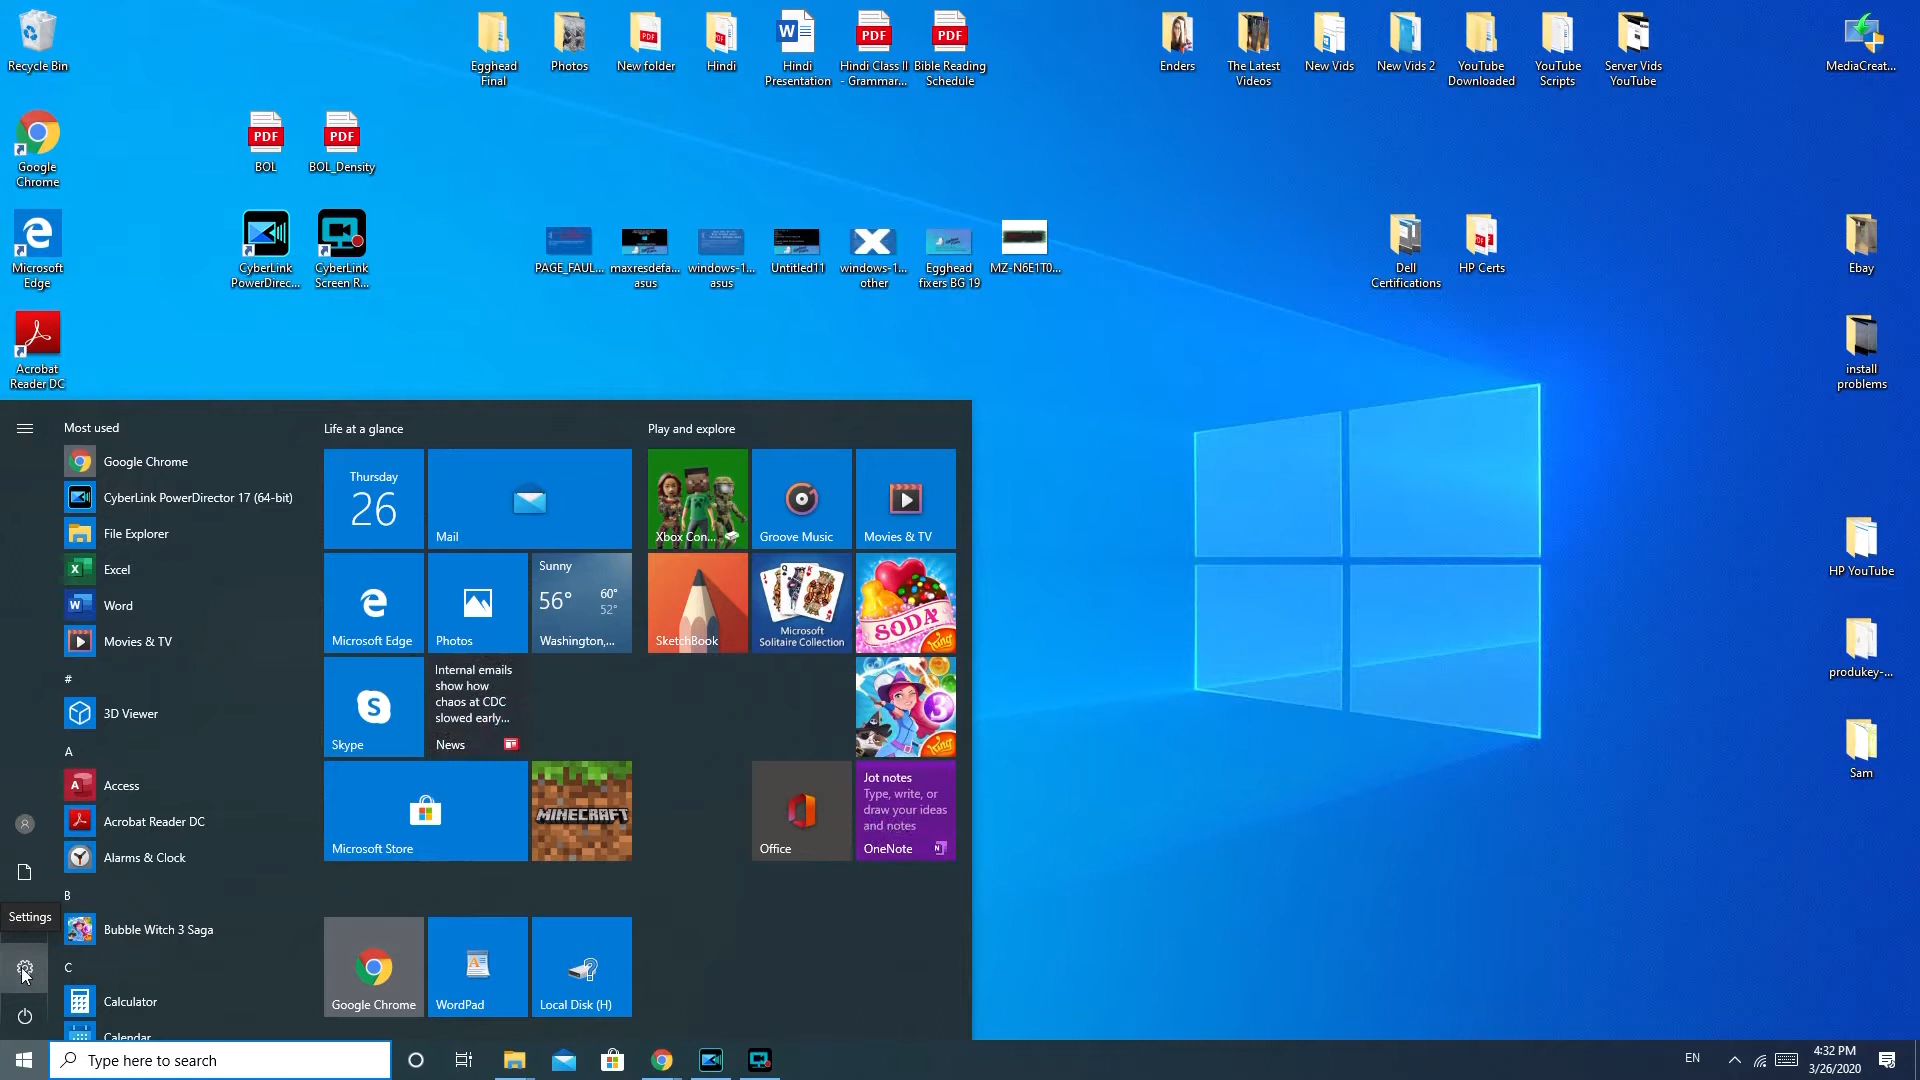 Recycle Bin
Egghead
Final
Photos
New folder
Hindi
Hindi
Presentation
Hindi Class II
- Grammar...
Bible Reading
Schedule
Enders
The Latest
Videos
New Vids
New Vids 2
YouTube
Downloaded
YouTube
Scripts
Server Vids
YouTube
MediaCreat...
Google
Chrome
PDF
BOL
PDF
BOL_Density
Microsoft
Edge
CyberLink
PowerDirec...
CyberLink
Screen R...
PAGE_FAUL...
maxresdefa...
asus
windows-1...
asus
Untitled11
windows-1...
other
Egghead
fixers BG 19
MZ-N6E1T0...
Dell
Certifications
HP Certs
Ebay
Acrobat
Reader DC
install
problems
HP YouTube
produkey-...
Sam
Most used
Google Chrome
CyberLink PowerDirector 17 (64-bit)
File Explorer
Excel
Word
Movies & TV
#
3D Viewer
A
Access
Acrobat Reader DC
Alarms & Clock
B
Bubble Witch 3 Saga
C
Calculator
Calendar
Settings
Life at a glance
Thursday
26
Mail
Microsoft Edge
Photos
Sunny
56°
60°
52°
Washington,...
Skype
Internal emails
show how
chaos at CDC
slowed early...
News
Microsoft Store
MINECRAFT
Google Chrome
WordPad
Local Disk (H)
Play and explore
Xbox Con...
Groove Music
Movies & TV
SketchBook
Microsoft
Solitaire Collection
SODA
King
3
King
Office
Jot notes
Type, write, or
draw your ideas
and notes
OneNote
Type here to search
EN
4:32 PM
3/26/2020